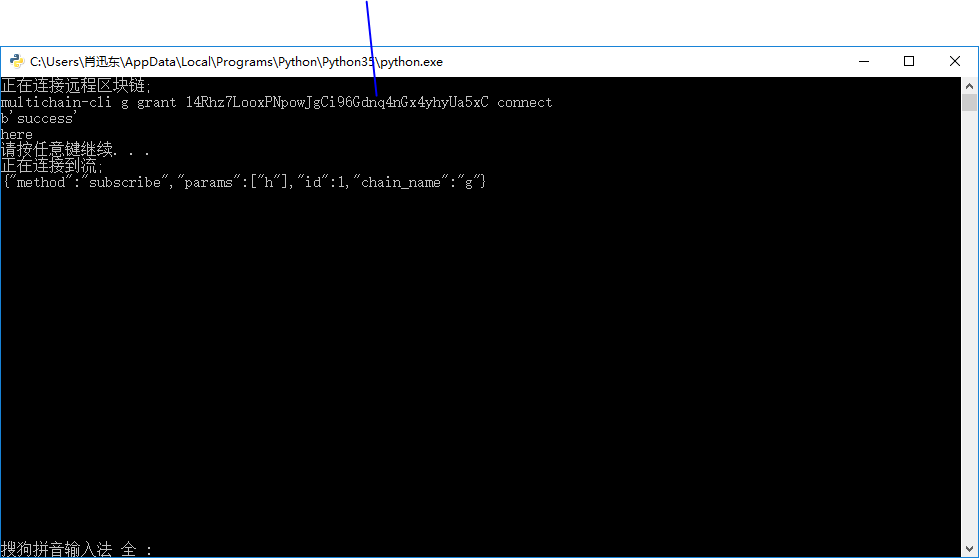 C:\Users\肖迅东\AppData\Local\Programs\Python\Python35\python.exe
正在连接远程区块链;
multichain-cli g grant 14Rhz7LooxPNpowJgCi96Gdnq4nGx4yhyUa5xC connect
b'success'
here
请按任意键继续. . .
正在连接到流;
{"method":"subscribe","params":["h"],"id":1,"chain_name":"g"}
搜狗拼音输入法 全 :